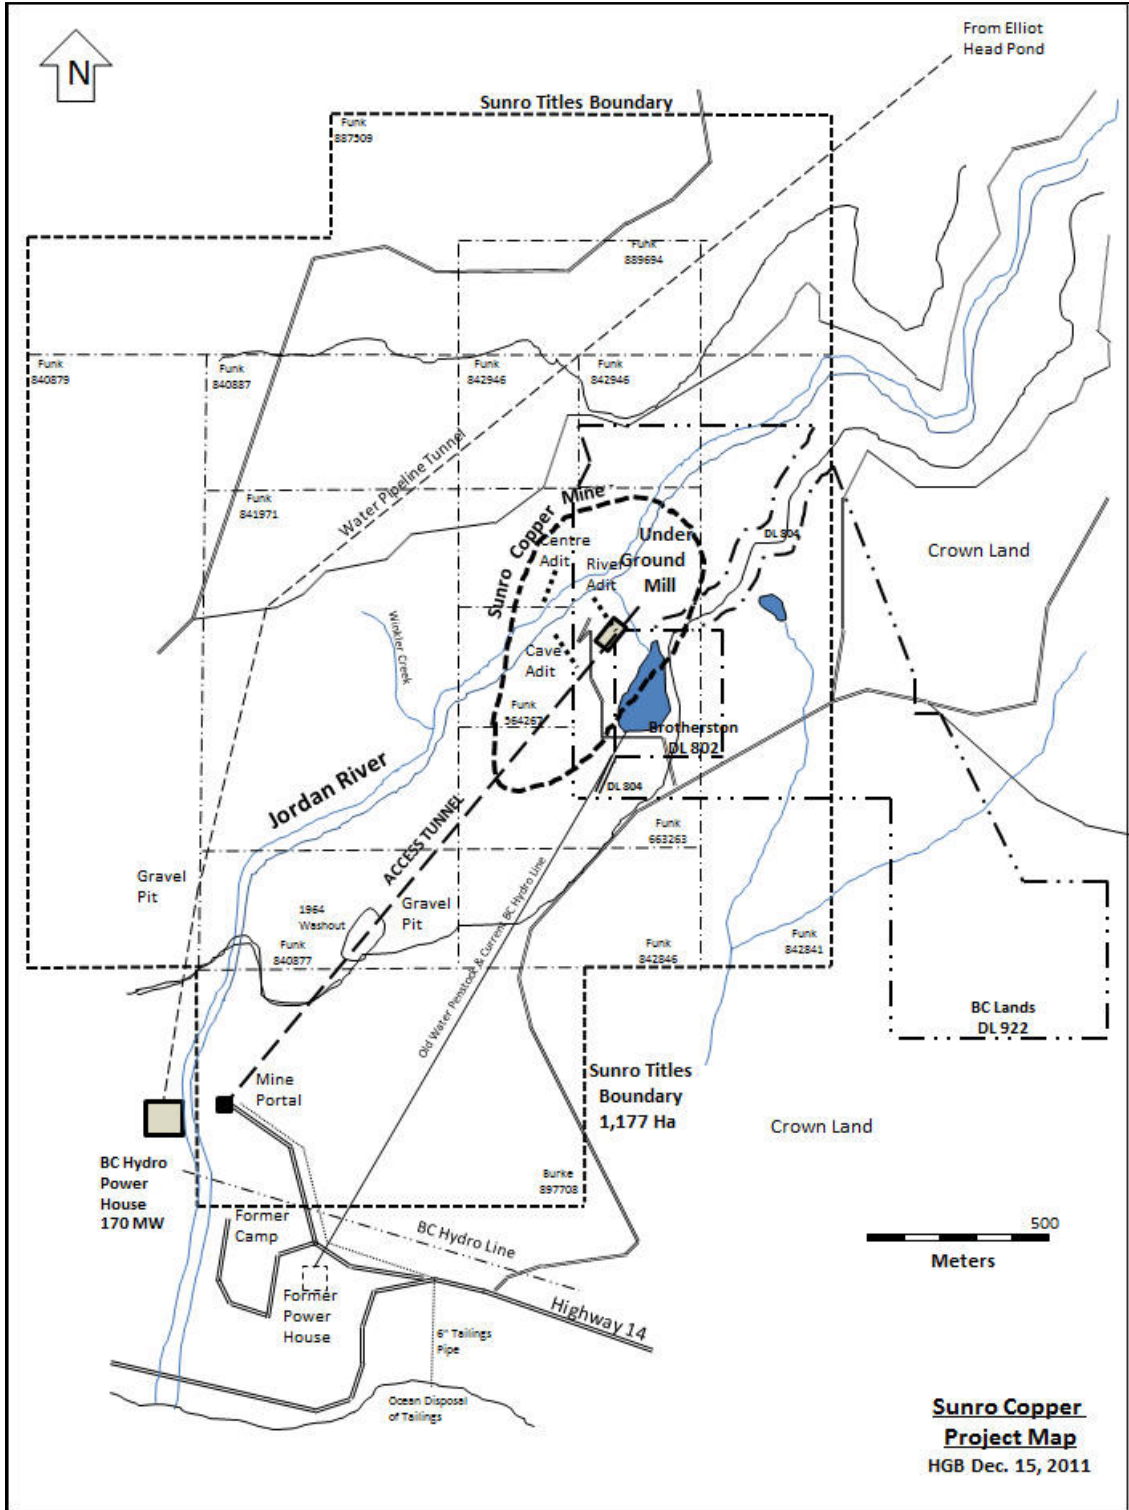 From Elliot
Head Pond
N
Sunro Titles Boundary
Funk
887509
Funk
889694
Funk
840879
Funk
840887
Funk
842946
Funk
842946
Water Pipeline Tunnel
Funk
841971
Sunro Copper Mine
Centre
Adit
River
Adit
Under
Ground
Mill
DL 804
Crown Land
Winkler Creek
Cave
Adit
Funk
564267
Brotherston
DL 802
Jordan River
DL 804
ACCESS TUNNEL
Funk
663263
Gravel
Pit
1964
Washout
Gravel
Pit
Old Water Penstock & Current BC Hydro Line
Funk
840877
Funk
842846
Funk
842841
BC Lands
DL 922
Mine
Portal
Sunro Titles
Boundary
1,177 Ha
Crown Land
BC Hydro
Power
House
170 MW
Burke
897708
Former
Camp
BC Hydro Line
500
Meters
Former
Power
House
Highway 14
6" Tailings
Pipe
Ocean Disposal
of Tailings
Sunro Copper
Project Map
HGB Dec. 15, 2011